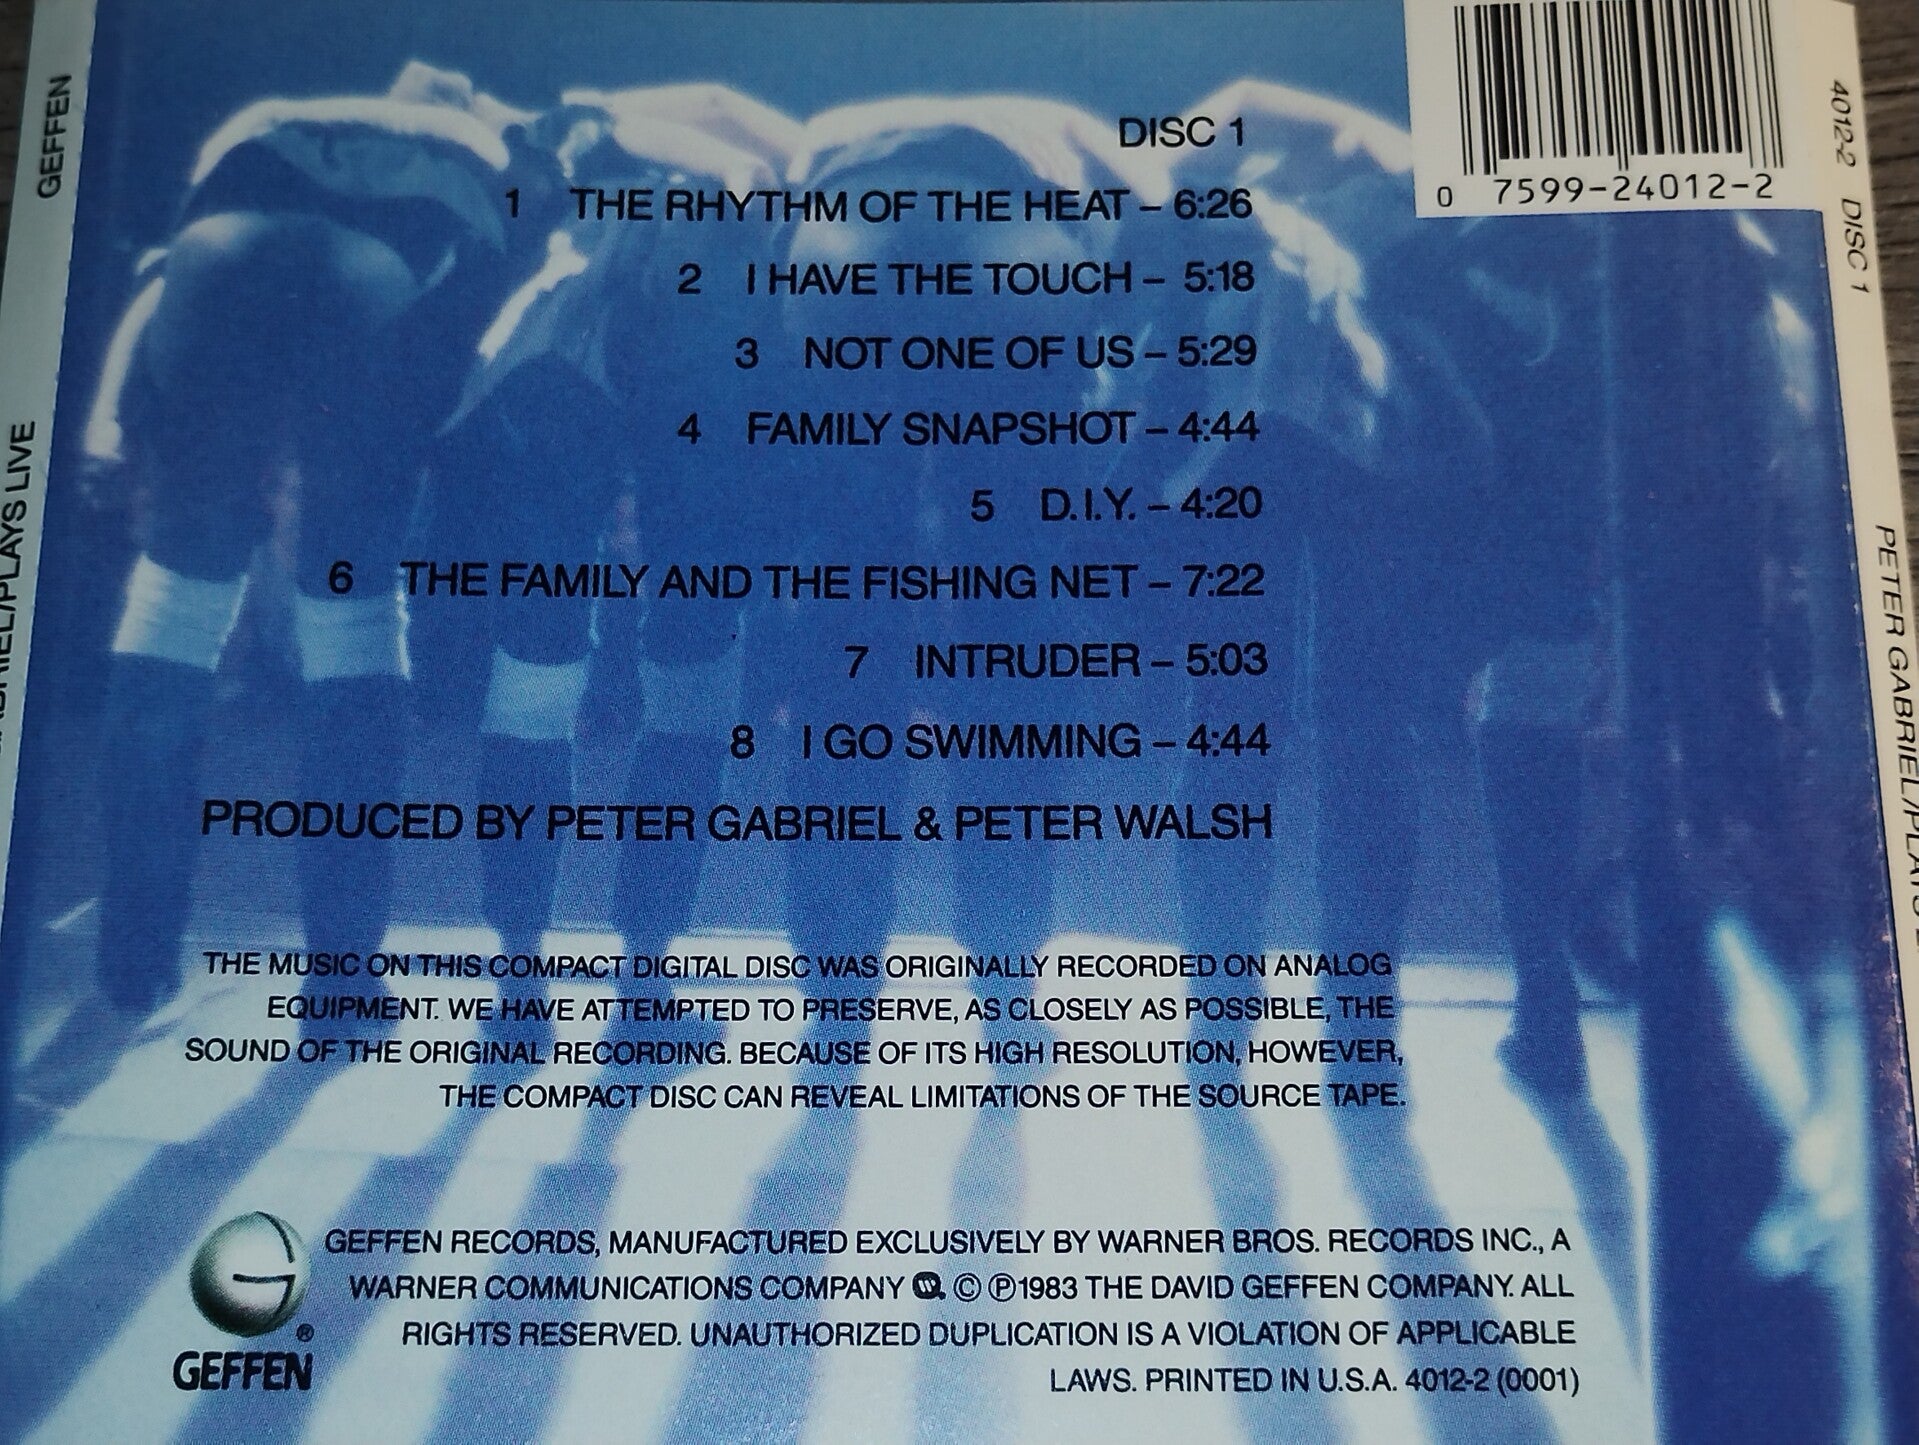 GEFFEN
DISC 1
0 7599-24012-2
1 THE RHYTHM OF THE HEAT – 6:26
2 I HAVE THE TOUCH – 5:18
3 NOT ONE OF US – 5:29
4 FAMILY SNAPSHOT – 4:44
5 D.I.Y. – 4:20
6 THE FAMILY AND THE FISHING NET – 7:22
7 INTRUDER – 5:03
8 I GO SWIMMING – 4:44
PRODUCED BY PETER GABRIEL & PETER WALSH
THE MUSIC ON THIS COMPACT DIGITAL DISC WAS ORIGINALLY RECORDED ON ANALOG
EQUIPMENT. WE HAVE ATTEMPTED TO PRESERVE, AS CLOSELY AS POSSIBLE, THE
SOUND OF THE ORIGINAL RECORDING. BECAUSE OF ITS HIGH RESOLUTION, HOWEVER,
THE COMPACT DISC CAN REVEAL LIMITATIONS OF THE SOURCE TAPE.
GEFFEN RECORDS, MANUFACTURED EXCLUSIVELY BY WARNER BROS. RECORDS INC., A
WARNER COMMUNICATIONS COMPANY © ℗1983 THE DAVID GEFFEN COMPANY. ALL
RIGHTS RESERVED. UNAUTHORIZED DUPLICATION IS A VIOLATION OF APPLICABLE
LAWS. PRINTED IN U.S.A. 4012-2 (0001)
®
GEFFEN
/PLAYS LIVE
4012-2 DISC 1
PETER GABRIEL/